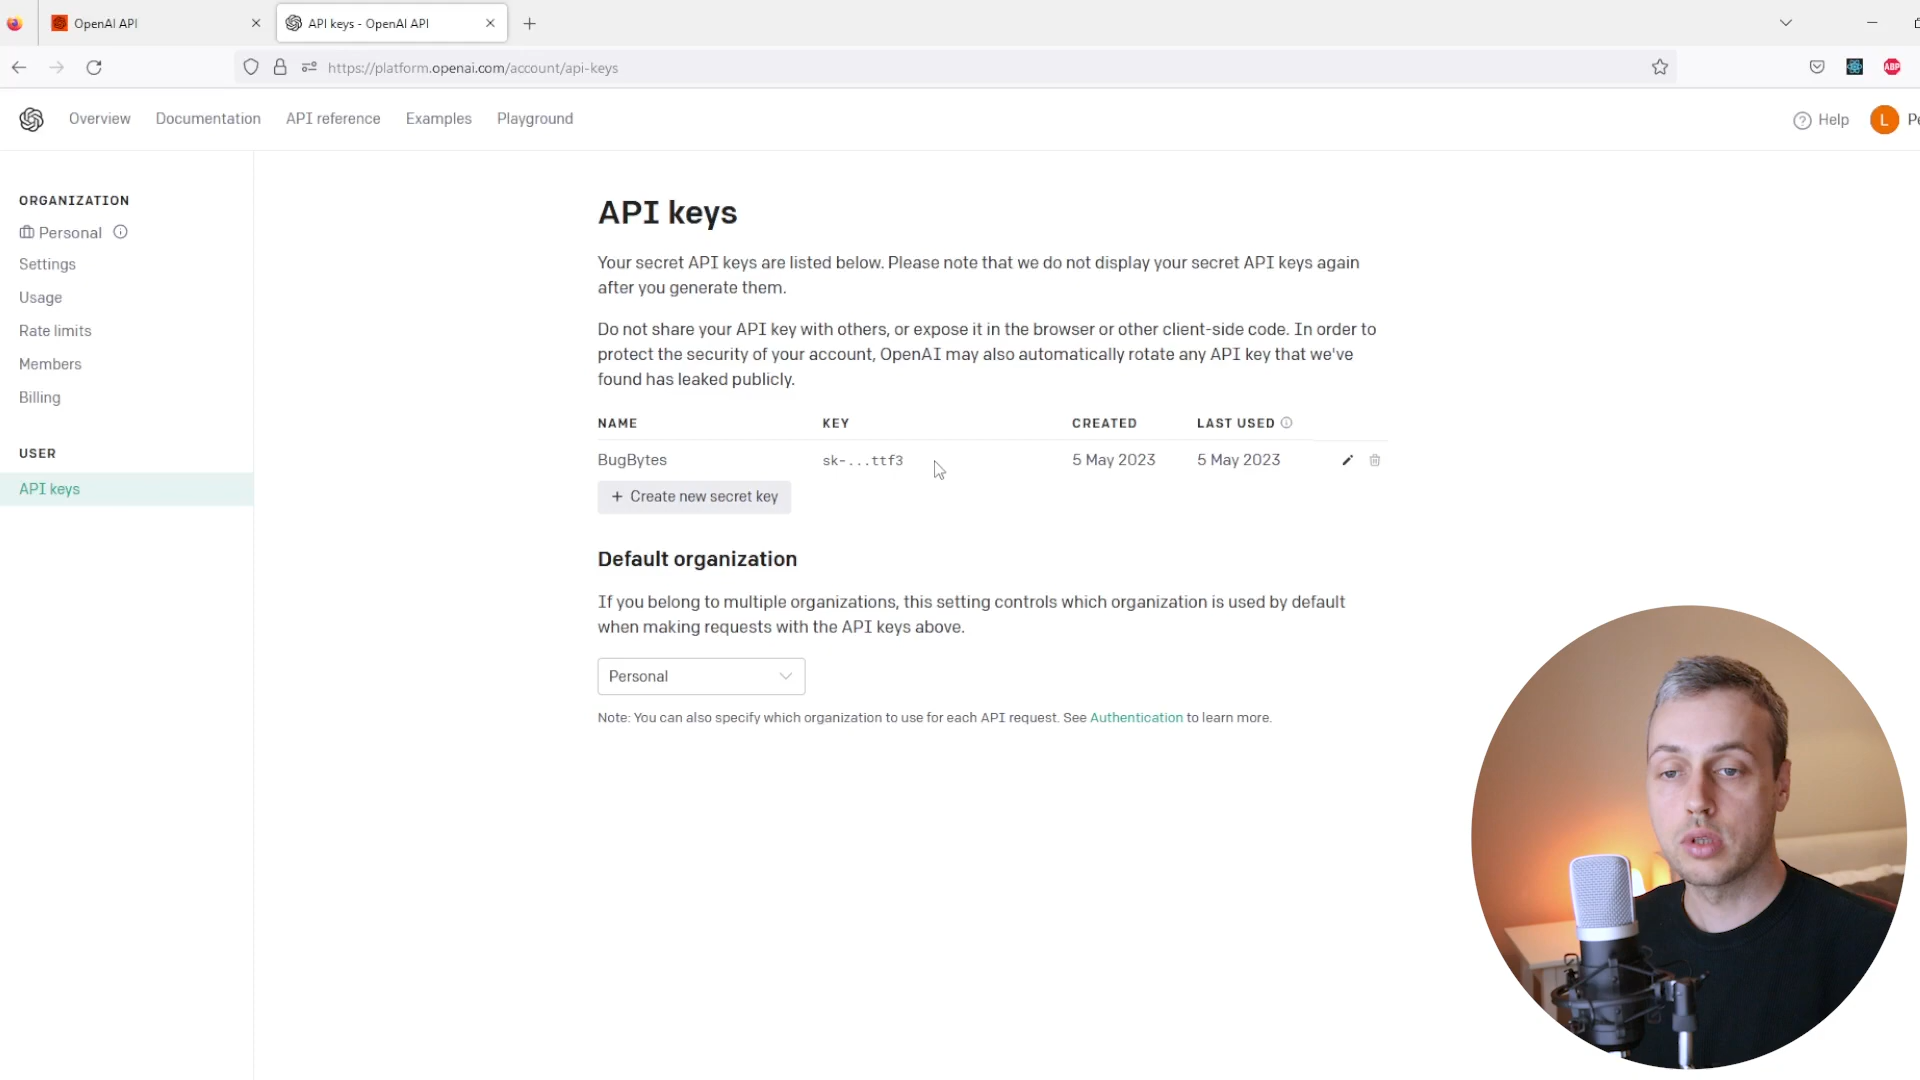 OpenAI API
API keys - OpenAI API
https://platform.openai.com/account/api-keys
ABP
Overview Documentation API reference Examples Playground
Help L Pe
ORGANIZATION
Personal
Settings
Usage
Rate limits
Members
Billing
USER
API keys
API keys
Your secret API keys are listed below. Please note that we do not display your secret API keys again
after you generate them.
Do not share your API key with others, or expose it in the browser or other client-side code. In order to
protect the security of your account, OpenAI may also automatically rotate any API key that we've
found has leaked publicly.
NAME KEY CREATED LAST USED
BugBytes sk-...ttf3 5 May 2023 5 May 2023
+ Create new secret key
Default organization
If you belong to multiple organizations, this setting controls which organization is used by default
when making requests with the API keys above.
Personal
Note: You can also specify which organization to use for each API request. See Authentication to learn more.